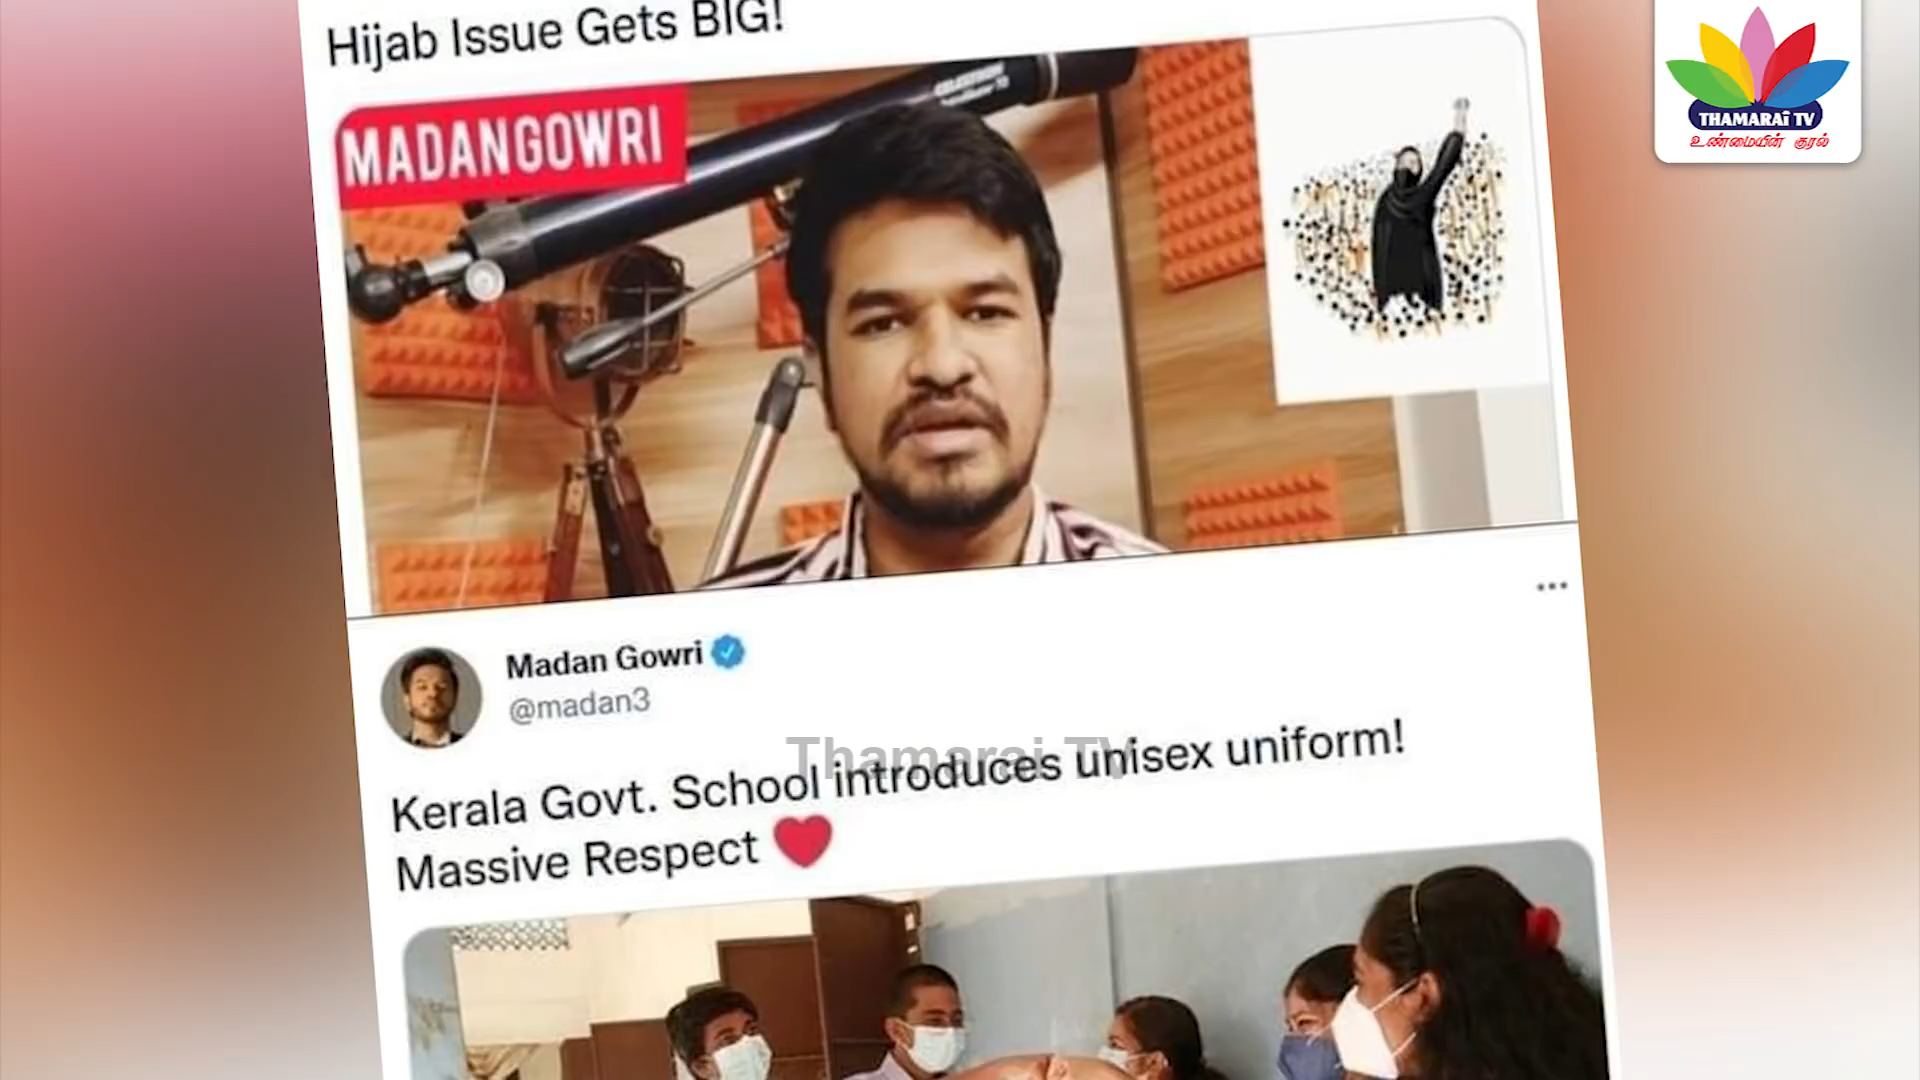 Hijab Issue Gets BIG!
MADANGOWRI
CELESTRON
THAMARAi TV
உண்மையின் குரல்
Madan Gowri
@madan3
Kerala Govt. School introduces unisex uniform!
Massive Respect ❤
Thamarai TV